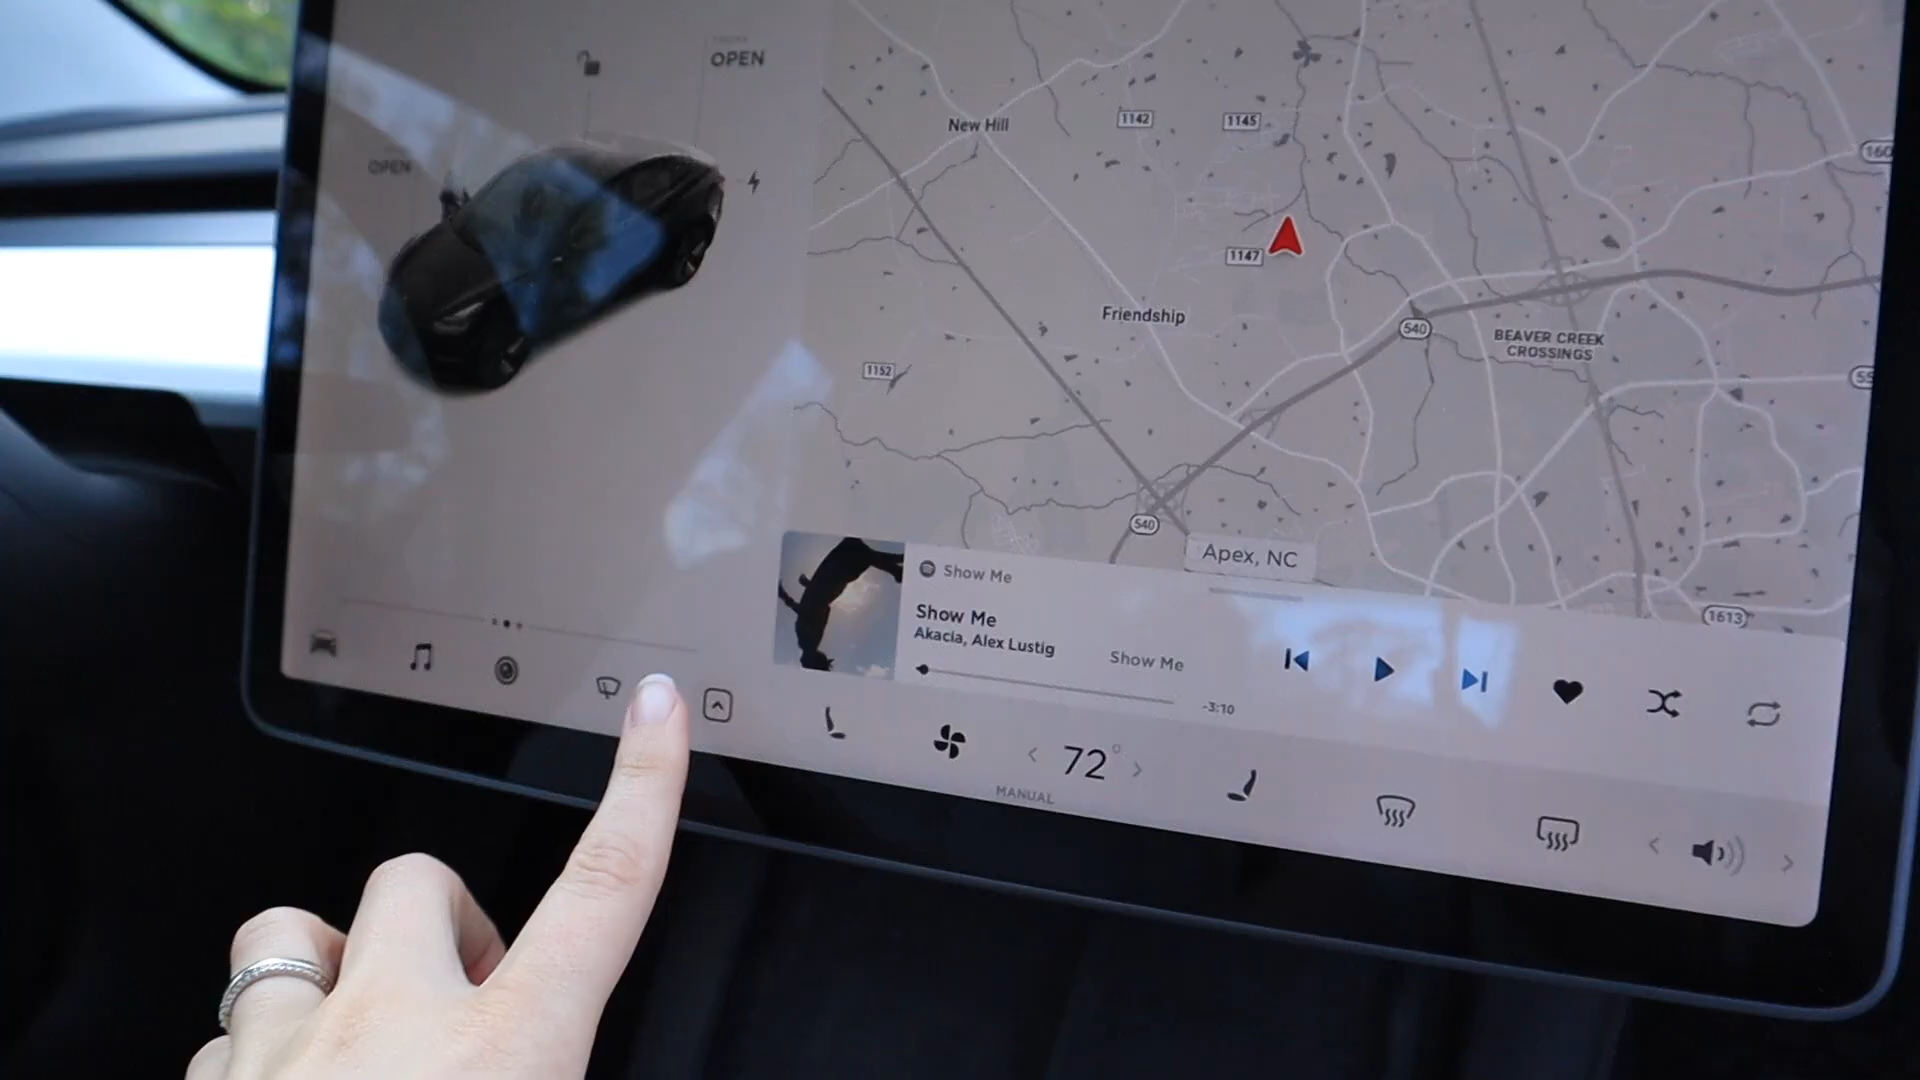 OPEN
OPEN
New Hill
1142
1145
160
1147
Friendship
540
BEAVER CREEK
CROSSINGS
1152
540
Apex, NC
1613
Show Me
Show Me
Akacia, Alex Lustig
Show Me
-3:10
72°
MANUAL